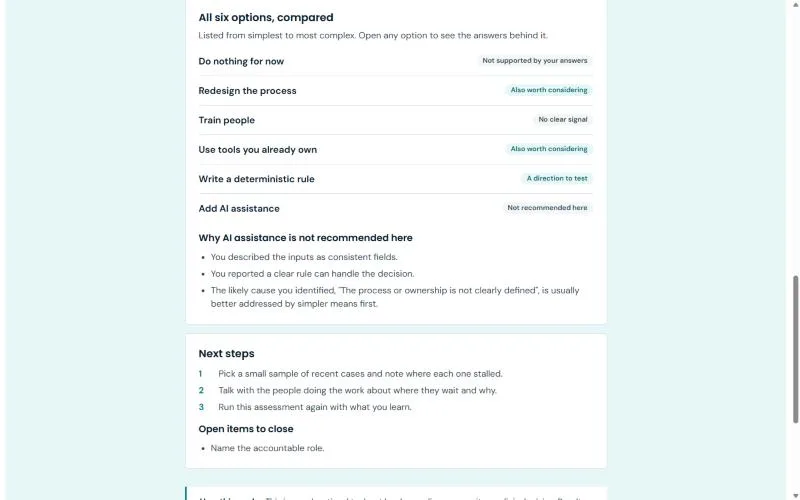 All six options, compared
Listed from simplest to most complex. Open any option to see the answers behind it.
Do nothing for now
Not supported by your answers
Redesign the process
Also worth considering
Train people
No clear signal
Use tools you already own
Also worth considering
Write a deterministic rule
A direction to test
Add AI assistance
Not recommended here
Why AI assistance is not recommended here
• You described the inputs as consistent fields.
• You reported a clear rule can handle the decision.
• The likely cause you identified, "The process or ownership is not clearly defined", is usually
better addressed by simpler means first.
Next steps
1 Pick a small sample of recent cases and note where each one stalled.
2 Talk with the people doing the work about where they wait and why.
3 Run this assessment again with what you learn.
Open items to close
• Name the accountable role.